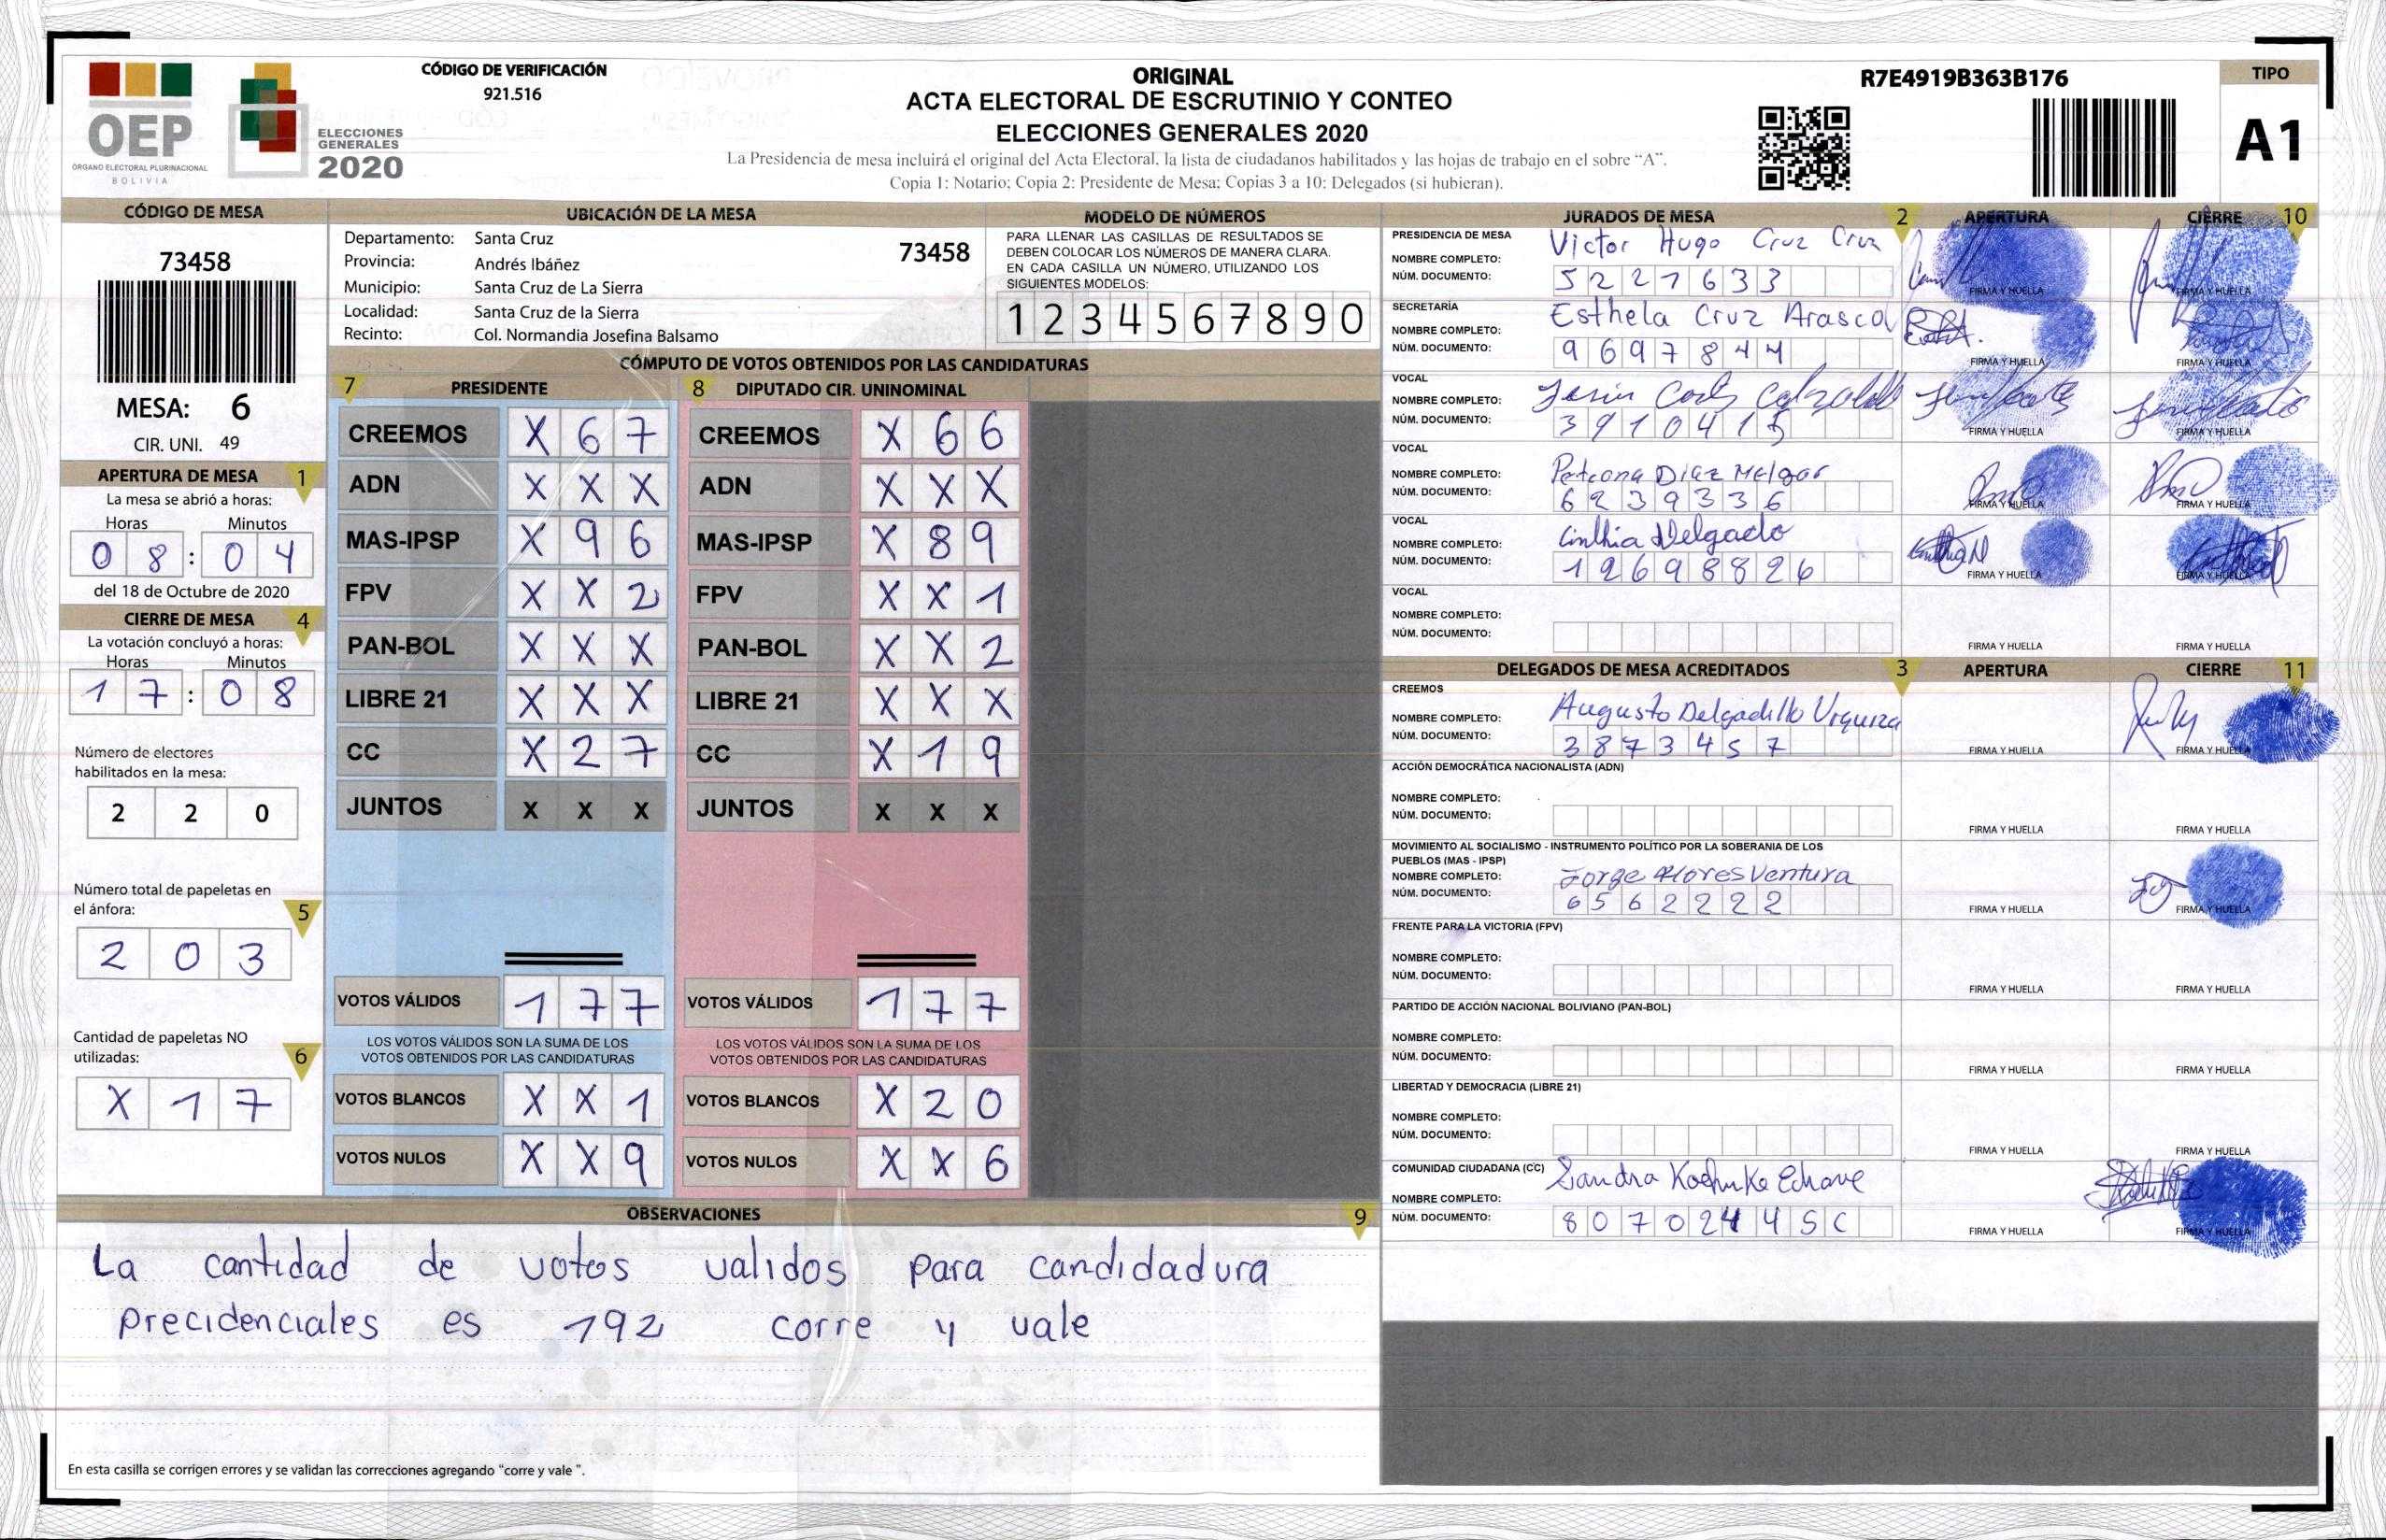 OEP
ÓRGANO ELECTORAL PLURINACIONAL
BOLIVIA
ELECCIONES
GENERALES
2020
CÓDIGO DE VERIFICACIÓN
921.516
ORIGINAL
ACTA ELECTORAL DE ESCRUTINIO Y CONTEO
ELECCIONES GENERALES 2020
La Presidencia de mesa incluirá el original del Acta Electoral, la lista de ciudadanos habilitados y las hojas de trabajo en el sobre “A”.
Copia 1: Notario; Copia 2: Presidente de Mesa; Copias 3 a 10: Delegados (si hubieran).
R7E4919B363B176
TIPO
A1
CÓDIGO DE MESA
73458
MESA: 6
CIR. UNI. 49
APERTURA DE MESA 1
La mesa se abrió a horas:
Horas Minutos
0 8 : 0 4
del 18 de Octubre de 2020
CIERRE DE MESA 4
La votación concluyó a horas:
Horas Minutos
1 7 : 0 8
Número de electores
habilitados en la mesa:
2 2 0
Número total de papeletas en
el ánfora: 5
2 0 3
Cantidad de papeletas NO
utilizadas: 6
X 1 7
UBICACIÓN DE LA MESA
Departamento: Santa Cruz 73458
Provincia: Andrés Ibáñez
Municipio: Santa Cruz de La Sierra
Localidad: Santa Cruz de la Sierra
Recinto: Col. Normandia Josefina Balsamo
MODELO DE NÚMEROS
PARA LLENAR LAS CASILLAS DE RESULTADOS SE
DEBEN COLOCAR LOS NÚMEROS DE MANERA CLARA.
EN CADA CASILLA UN NÚMERO, UTILIZANDO LOS
SIGUIENTES MODELOS:
1 2 3 4 5 6 7 8 9 0
CÓMPUTO DE VOTOS OBTENIDOS POR LAS CANDIDATURAS
7 PRESIDENTE 8 DIPUTADO CIR. UNINOMINAL
CREEMOS X 6 7 CREEMOS X 6 6
ADN X X X ADN X X X
MAS-IPSP X 9 6 MAS-IPSP X 8 9
FPV X X 2 FPV X X 1
PAN-BOL X X X PAN-BOL X X 2
LIBRE 21 X X X LIBRE 21 X X X
CC X 2 7 CC X 1 9
JUNTOS X X X JUNTOS X X X
VOTOS VÁLIDOS 1 7 7 VOTOS VÁLIDOS 1 7 7
LOS VOTOS VÁLIDOS SON LA SUMA DE LOS LOS VOTOS VÁLIDOS SON LA SUMA DE LOS
VOTOS OBTENIDOS POR LAS CANDIDATURAS VOTOS OBTENIDOS POR LAS CANDIDATURAS
VOTOS BLANCOS X X 1 VOTOS BLANCOS X 2 0
VOTOS NULOS X X 9 VOTOS NULOS X X 6
OBSERVACIONES 9
La cantidad de votos validos para candidadura
precidenciales es 192 corre y vale
En esta casilla se corrigen errores y se validan las correcciones agregando “corre y vale ”.
JURADOS DE MESA 2 APERTURA CIERRE 10
PRESIDENCIA DE MESA
NOMBRE COMPLETO: Victor Hugo Cruz Cruz
NÚM. DOCUMENTO: 5 2 2 1 6 3 3 FIRMA Y HUELLA FIRMA Y HUELLA
SECRETARÍA
NOMBRE COMPLETO: Esthela Cruz
NÚM. DOCUMENTO: 9 6 9 7 8 4 4 FIRMA Y HUELLA FIRMA Y HUELLA
VOCAL
NOMBRE COMPLETO:
NÚM. DOCUMENTO: 3 9 1 0 4 1 5 FIRMA Y HUELLA FIRMA Y HUELLA
VOCAL
NOMBRE COMPLETO: Diaz Melgar
NÚM. DOCUMENTO: 6 2 3 9 3 3 6 FIRMA Y HUELLA FIRMA Y HUELLA
VOCAL
NOMBRE COMPLETO: Cinthia Delgado
NÚM. DOCUMENTO: 1 2 6 9 8 8 2 6 FIRMA Y HUELLA FIRMA Y HUELLA
VOCAL
NOMBRE COMPLETO:
NÚM. DOCUMENTO: FIRMA Y HUELLA FIRMA Y HUELLA
DELEGADOS DE MESA ACREDITADOS 3 APERTURA CIERRE 11
CREEMOS
NOMBRE COMPLETO: Augusto Delgadillo Urquiza
NÚM. DOCUMENTO: 3 8 7 3 4 5 7 FIRMA Y HUELLA FIRMA Y HUELLA
ACCIÓN DEMOCRÁTICA NACIONALISTA (ADN)
NOMBRE COMPLETO:
NÚM. DOCUMENTO: FIRMA Y HUELLA FIRMA Y HUELLA
MOVIMIENTO AL SOCIALISMO - INSTRUMENTO POLÍTICO POR LA SOBERANIA DE LOS
PUEBLOS (MAS - IPSP)
NOMBRE COMPLETO: Jorge Flores Ventura
NÚM. DOCUMENTO: 6 5 6 2 2 2 2 FIRMA Y HUELLA FIRMA Y HUELLA
FRENTE PARA LA VICTORIA (FPV)
NOMBRE COMPLETO:
NÚM. DOCUMENTO: FIRMA Y HUELLA FIRMA Y HUELLA
PARTIDO DE ACCIÓN NACIONAL BOLIVIANO (PAN-BOL)
NOMBRE COMPLETO:
NÚM. DOCUMENTO: FIRMA Y HUELLA FIRMA Y HUELLA
LIBERTAD Y DEMOCRACIA (LIBRE 21)
NOMBRE COMPLETO:
NÚM. DOCUMENTO: FIRMA Y HUELLA FIRMA Y HUELLA
COMUNIDAD CIUDADANA (CC)
NOMBRE COMPLETO: Sandra
NÚM. DOCUMENTO: 8 0 7 0 2 4 4 S C FIRMA Y HUELLA FIRMA Y HUELLA